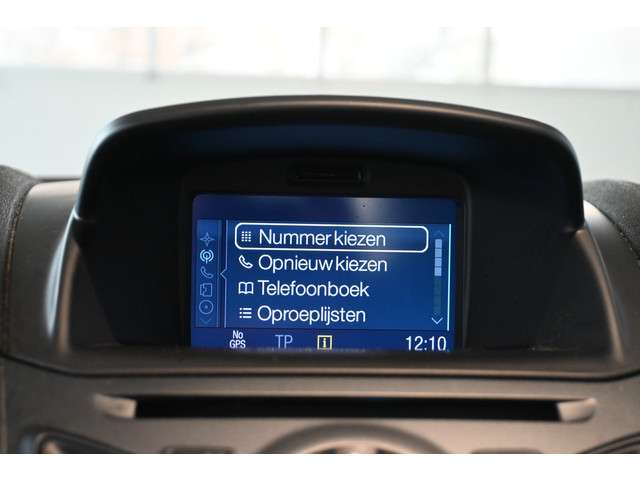 Nummer kiezen
Opnieuw kiezen
Telefoonboek
Oproeplijsten
No
GPS
TP
i
12:10